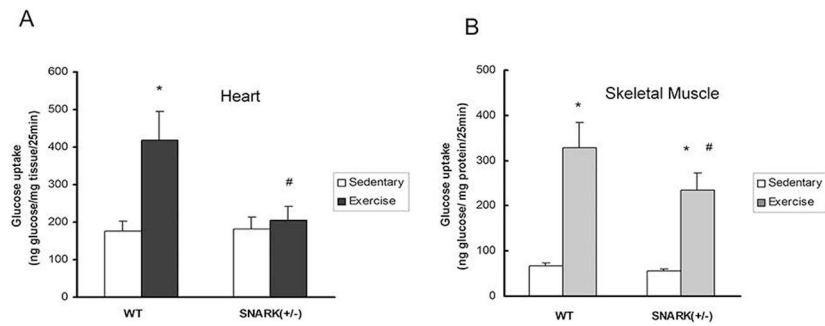 A
Heart
Glucose uptake
(ng glucose/mg tissue/25min)
600
500
400
300
200
100
0
*
#
WT
SNARK(+/-)
Sedentary
Exercise
B
Skeletal Muscle
Glucose uptake
(ng glucose/ mg protein/25min)
500
400
300
200
100
0
*
* #
WT
SNARK(+/-)
Sedentary
Exercise